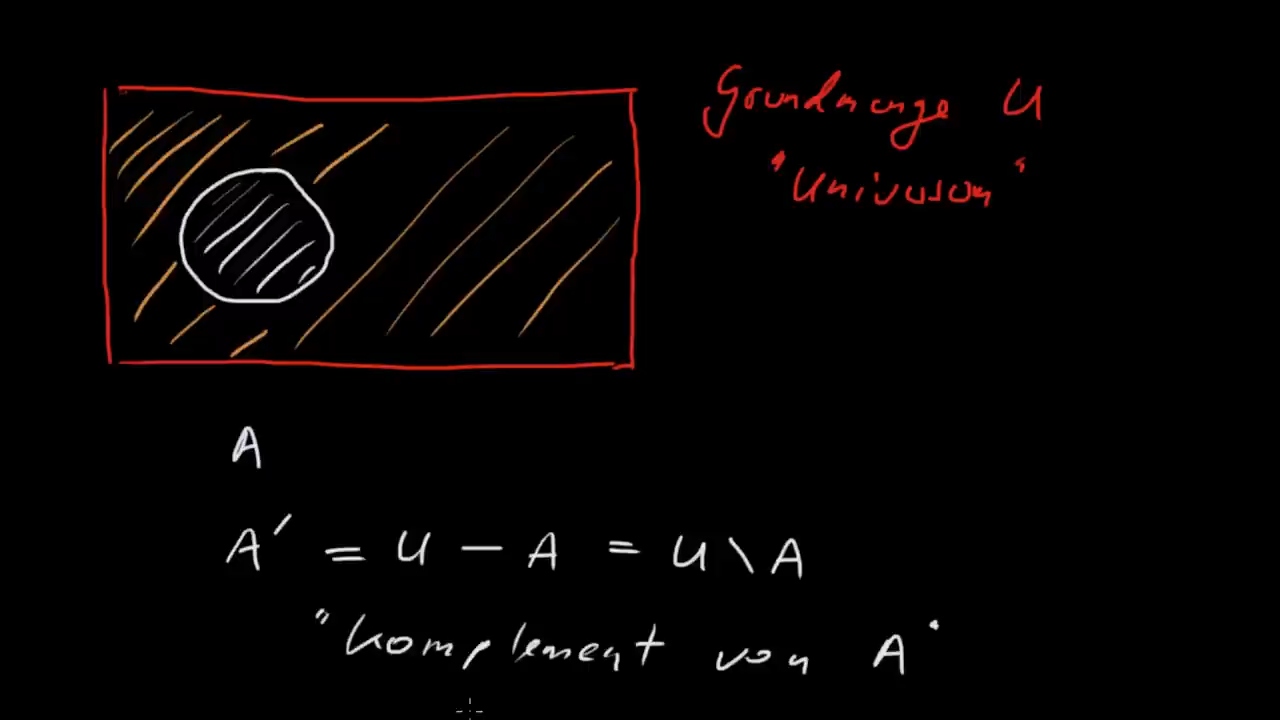 Grundmenge U
"Universum"
A
A' = U - A = U \ A
"Komplement von A"